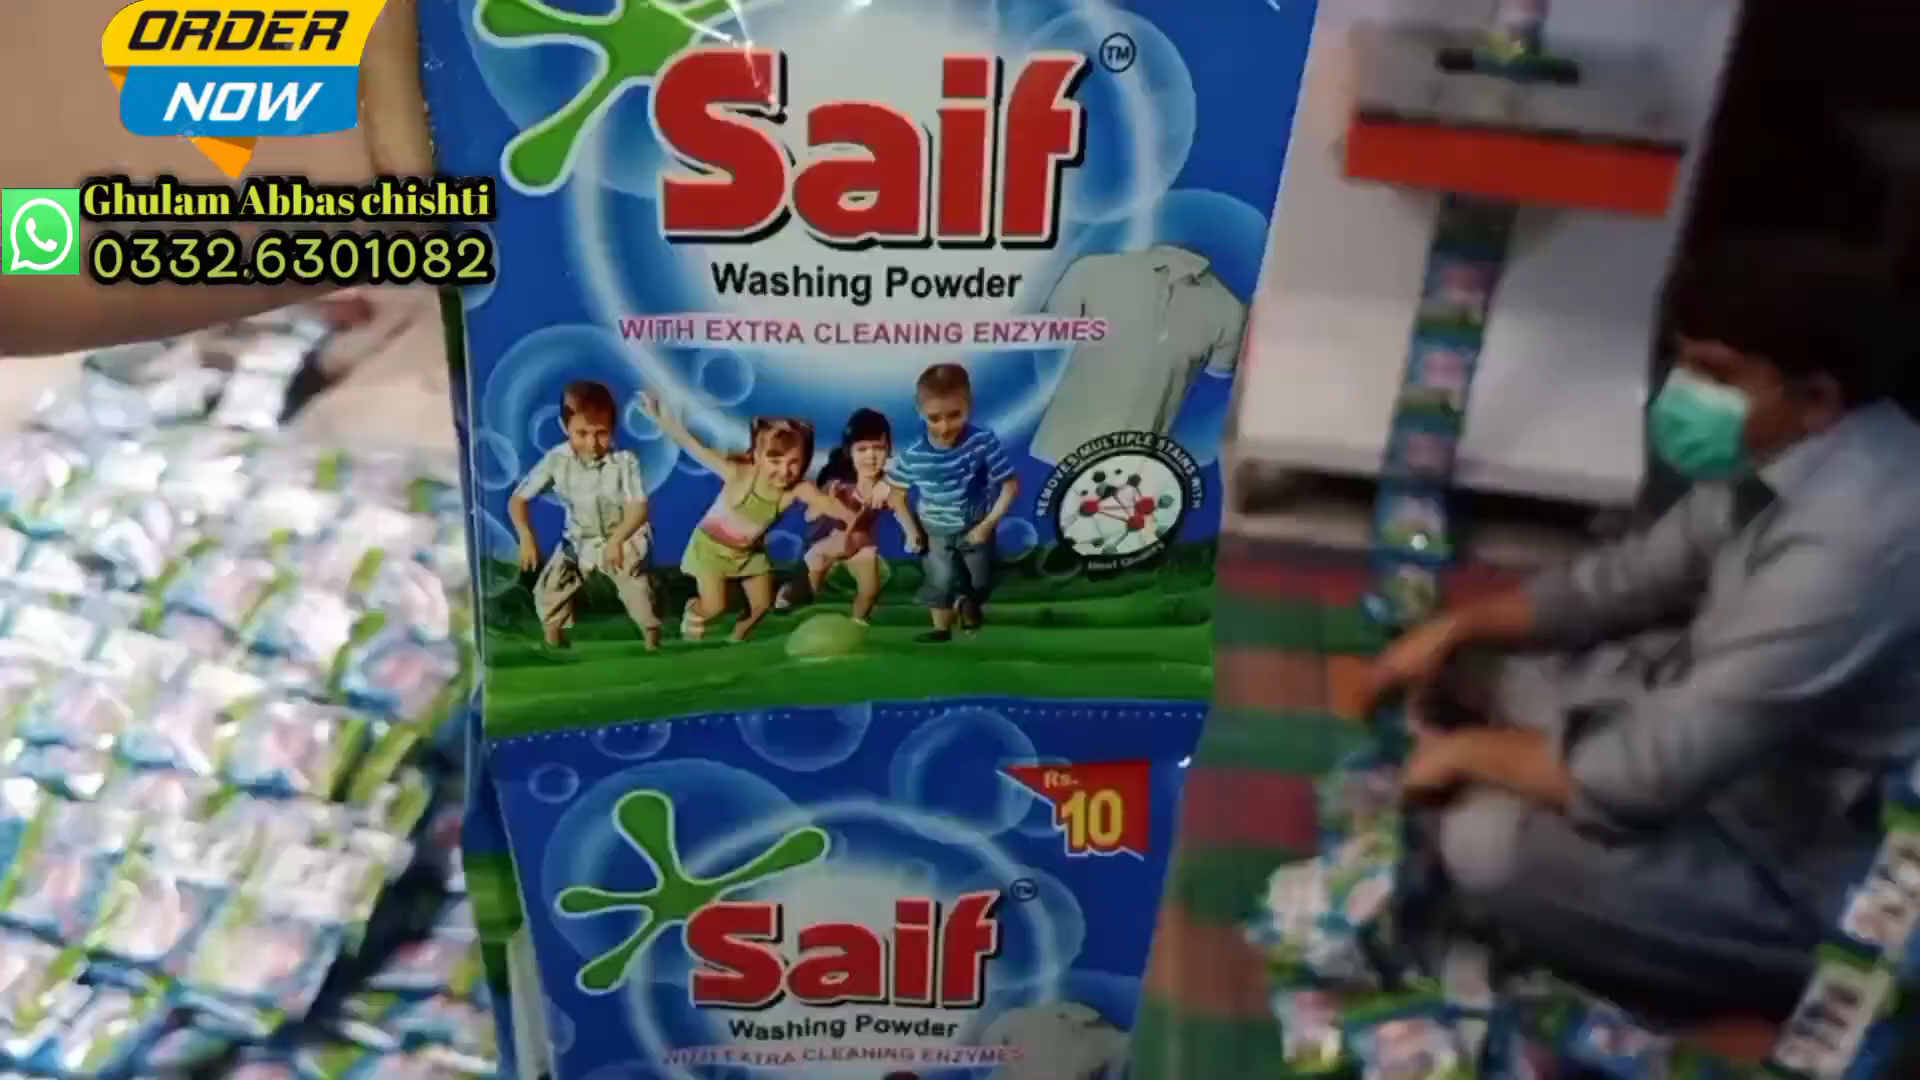 ORDER
NOW
Ghulam Abbas chishti
0332.6301082
Saif TM
Washing Powder
WITH EXTRA CLEANING ENZYMES
REMOVES MULTIPLE STAINS WITH
Rs.
10
Saif TM
Washing Powder
WITH EXTRA CLEANING ENZYMES